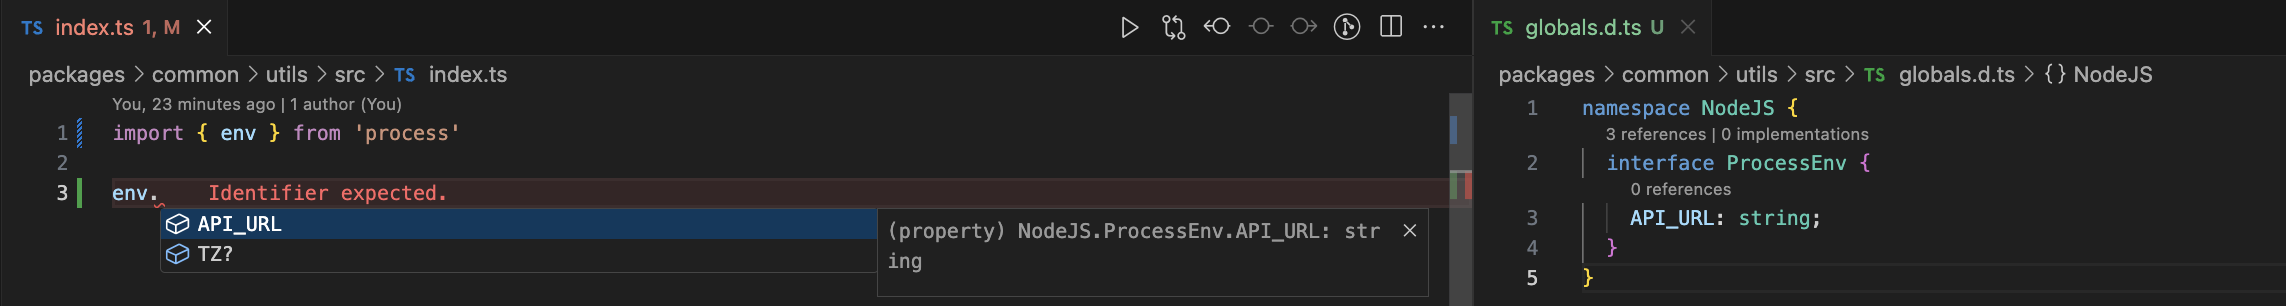 TS index.ts 1, M
packages > common > utils > src > TS index.ts
You, 23 minutes ago | 1 author (You)
1 import { env } from 'process'
2
3 env. Identifier expected.
API_URL
TZ?
(property) NodeJS.ProcessEnv.API_URL: str
ing
TS globals.d.ts U
packages > common > utils > src > TS globals.d.ts > {} NodeJS
1 namespace NodeJS {
3 references | 0 implementations
2 interface ProcessEnv {
0 references
3 API_URL: string;
4 }
5 }